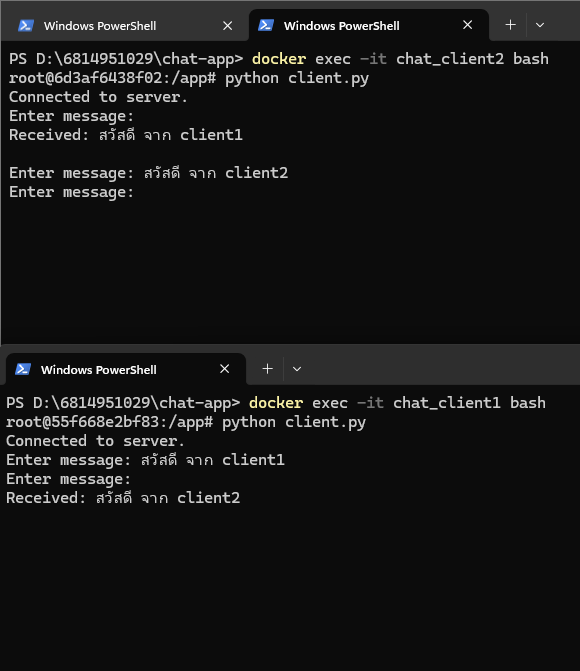 Windows PowerShell
Windows PowerShell
PS D:\6814951029\chat-app> docker exec -it chat_client2 bash
root@6d3af6438f02:/app# python client.py
Connected to server.
Enter message:
Received: สวัสดี จาก client1
Enter message: สวัสดี จาก client2
Enter message:
Windows PowerShell
PS D:\6814951029\chat-app> docker exec -it chat_client1 bash
root@55f668e2bf83:/app# python client.py
Connected to server.
Enter message: สวัสดี จาก client1
Enter message:
Received: สวัสดี จาก client2